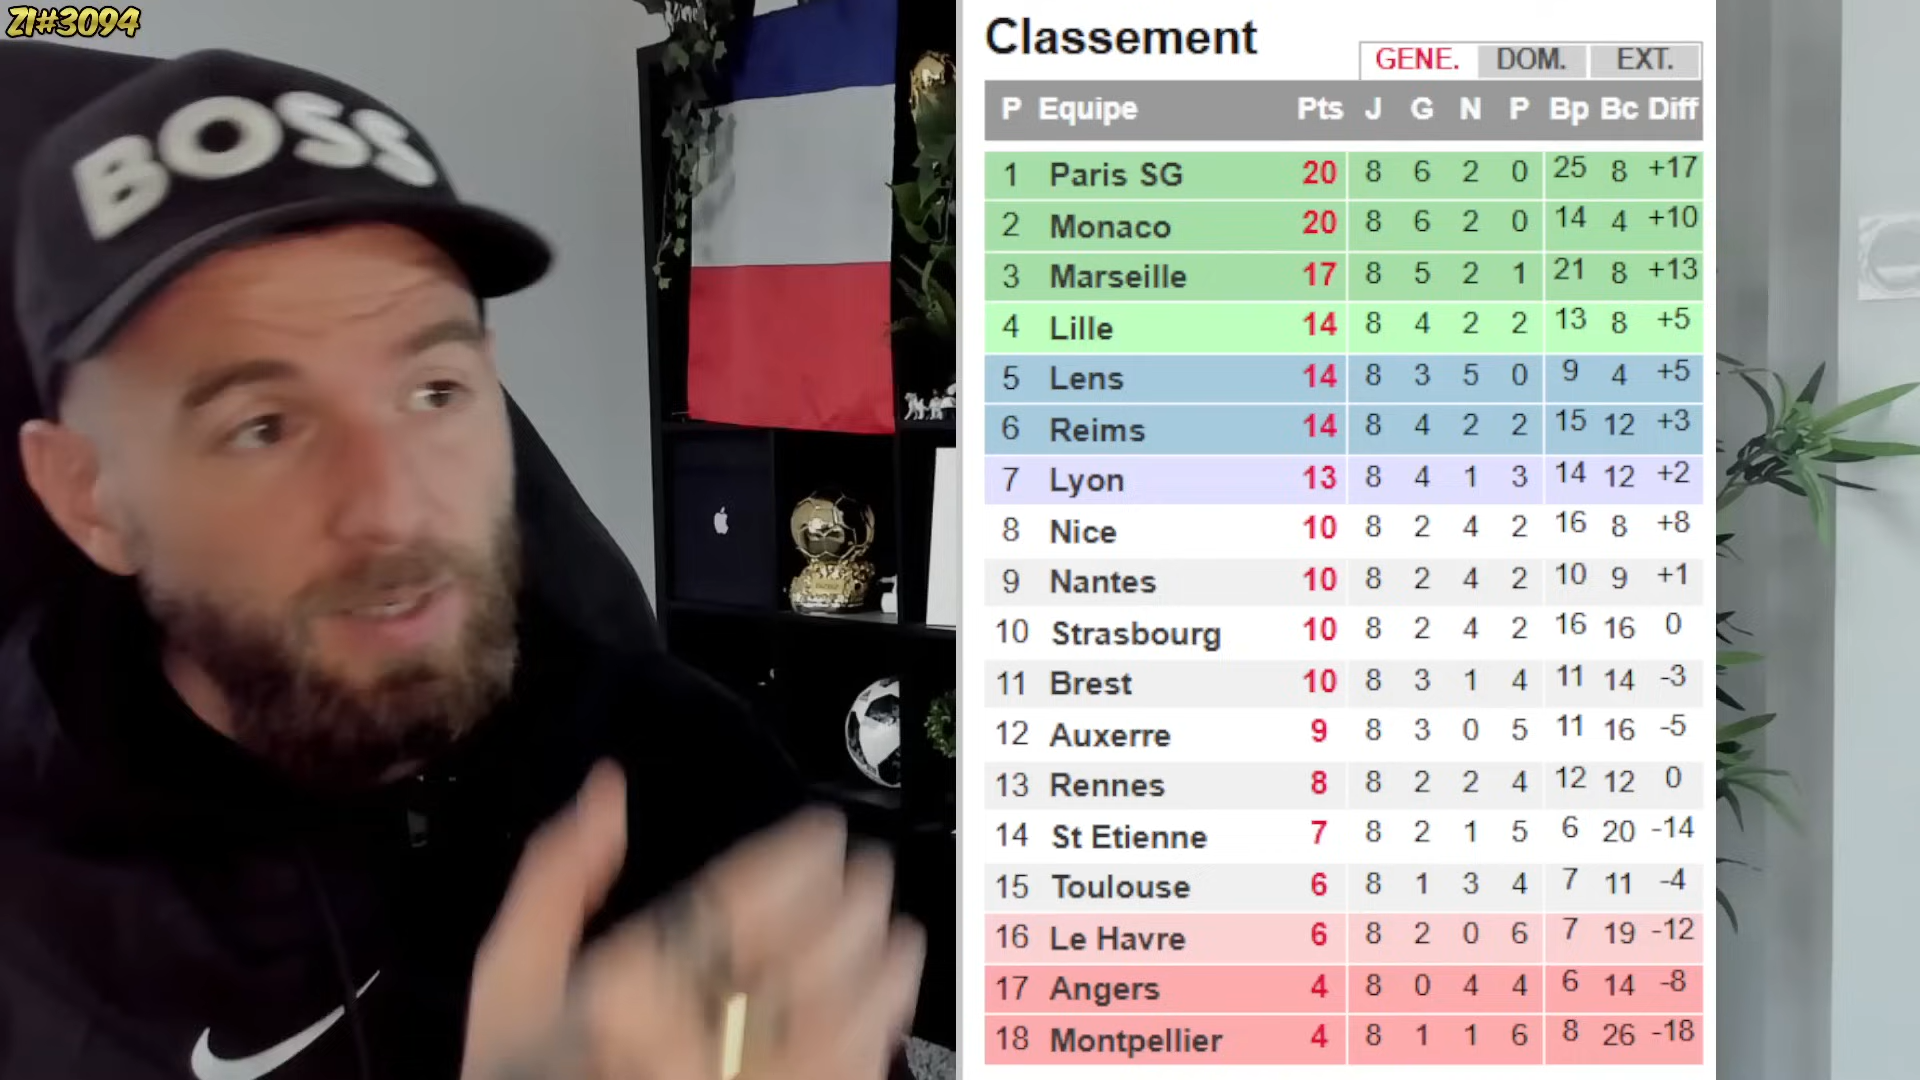 ZI#3094
BOSS
Classement
GENE. DOM. EXT.
P Equipe Pts J G N P Bp Bc Diff
1 Paris SG 20 8 6 2 0 25 8 +17
2 Monaco 20 8 6 2 0 14 4 +10
3 Marseille 17 8 5 2 1 21 8 +13
4 Lille 14 8 4 2 2 13 8 +5
5 Lens 14 8 3 5 0 9 4 +5
6 Reims 14 8 4 2 2 15 12 +3
7 Lyon 13 8 4 1 3 14 12 +2
8 Nice 10 8 2 4 2 16 8 +8
9 Nantes 10 8 2 4 2 10 9 +1
10 Strasbourg 10 8 2 4 2 16 16 0
11 Brest 10 8 3 1 4 11 14 -3
12 Auxerre 9 8 3 0 5 11 16 -5
13 Rennes 8 8 2 2 4 12 12 0
14 St Etienne 7 8 2 1 5 6 20 -14
15 Toulouse 6 8 1 3 4 7 11 -4
16 Le Havre 6 8 2 0 6 7 19 -12
17 Angers 4 8 0 4 4 6 14 -8
18 Montpellier 4 8 1 1 6 8 26 -18